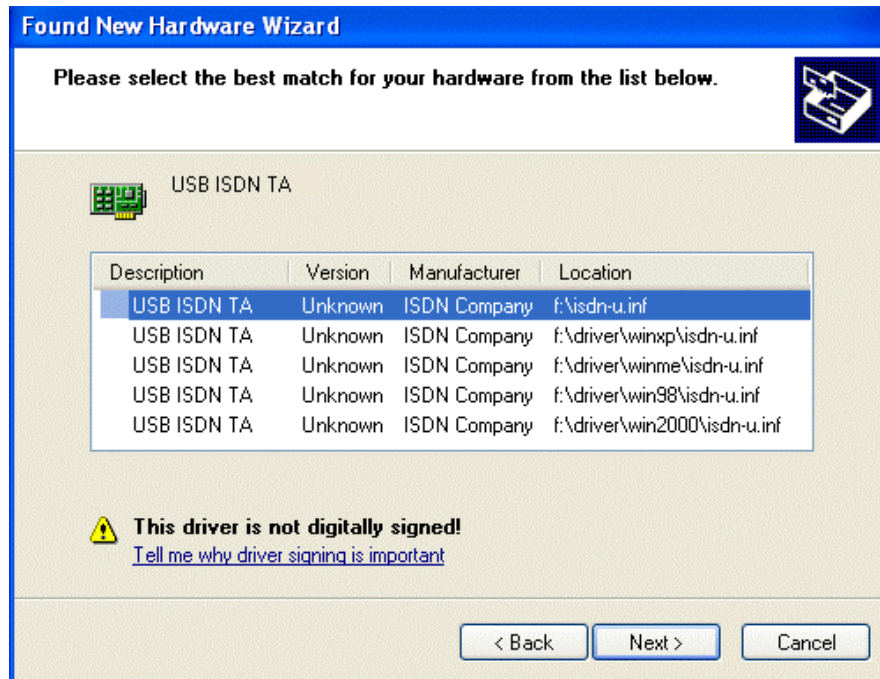 Found New Hardware Wizard
Please select the best match for your hardware from the list below.
USB ISDN TA
Description Version Manufacturer Location
USB ISDN TA Unknown ISDN Company f:\isdn-u.inf
USB ISDN TA Unknown ISDN Company f:\driver\winxp\isdn-u.inf
USB ISDN TA Unknown ISDN Company f:\driver\winme\isdn-u.inf
USB ISDN TA Unknown ISDN Company f:\driver\win98\isdn-u.inf
USB ISDN TA Unknown ISDN Company f:\driver\win2000\isdn-u.inf
This driver is not digitally signed!
Tell me why driver signing is important
< Back Next > Cancel